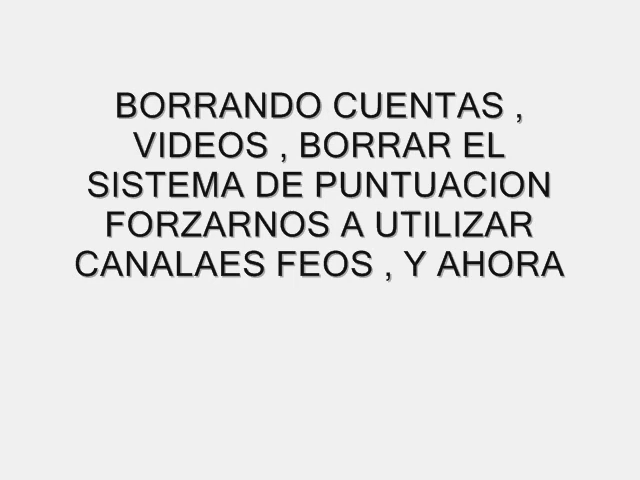 BORRANDO CUENTAS ,
VIDEOS , BORRAR EL
SISTEMA DE PUNTUACION
FORZARNOS A UTILIZAR
CANALAES FEOS , Y AHORA